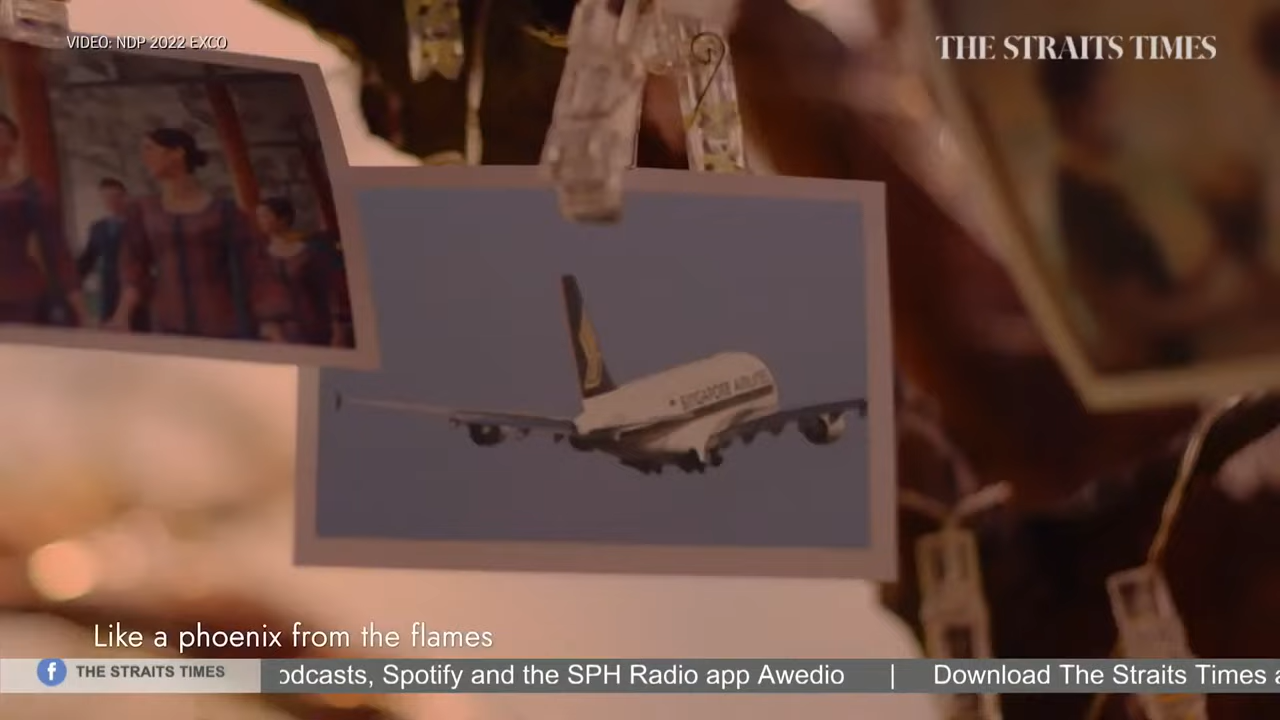 VIDEO: NDP 2022 EXCO
THE STRAITS TIMES
SINGAPORE AIRLINES
Like a phoenix from the flames
THE STRAITS TIMES
odcasts, Spotify and the SPH Radio app Awedio | Download The Straits Times a